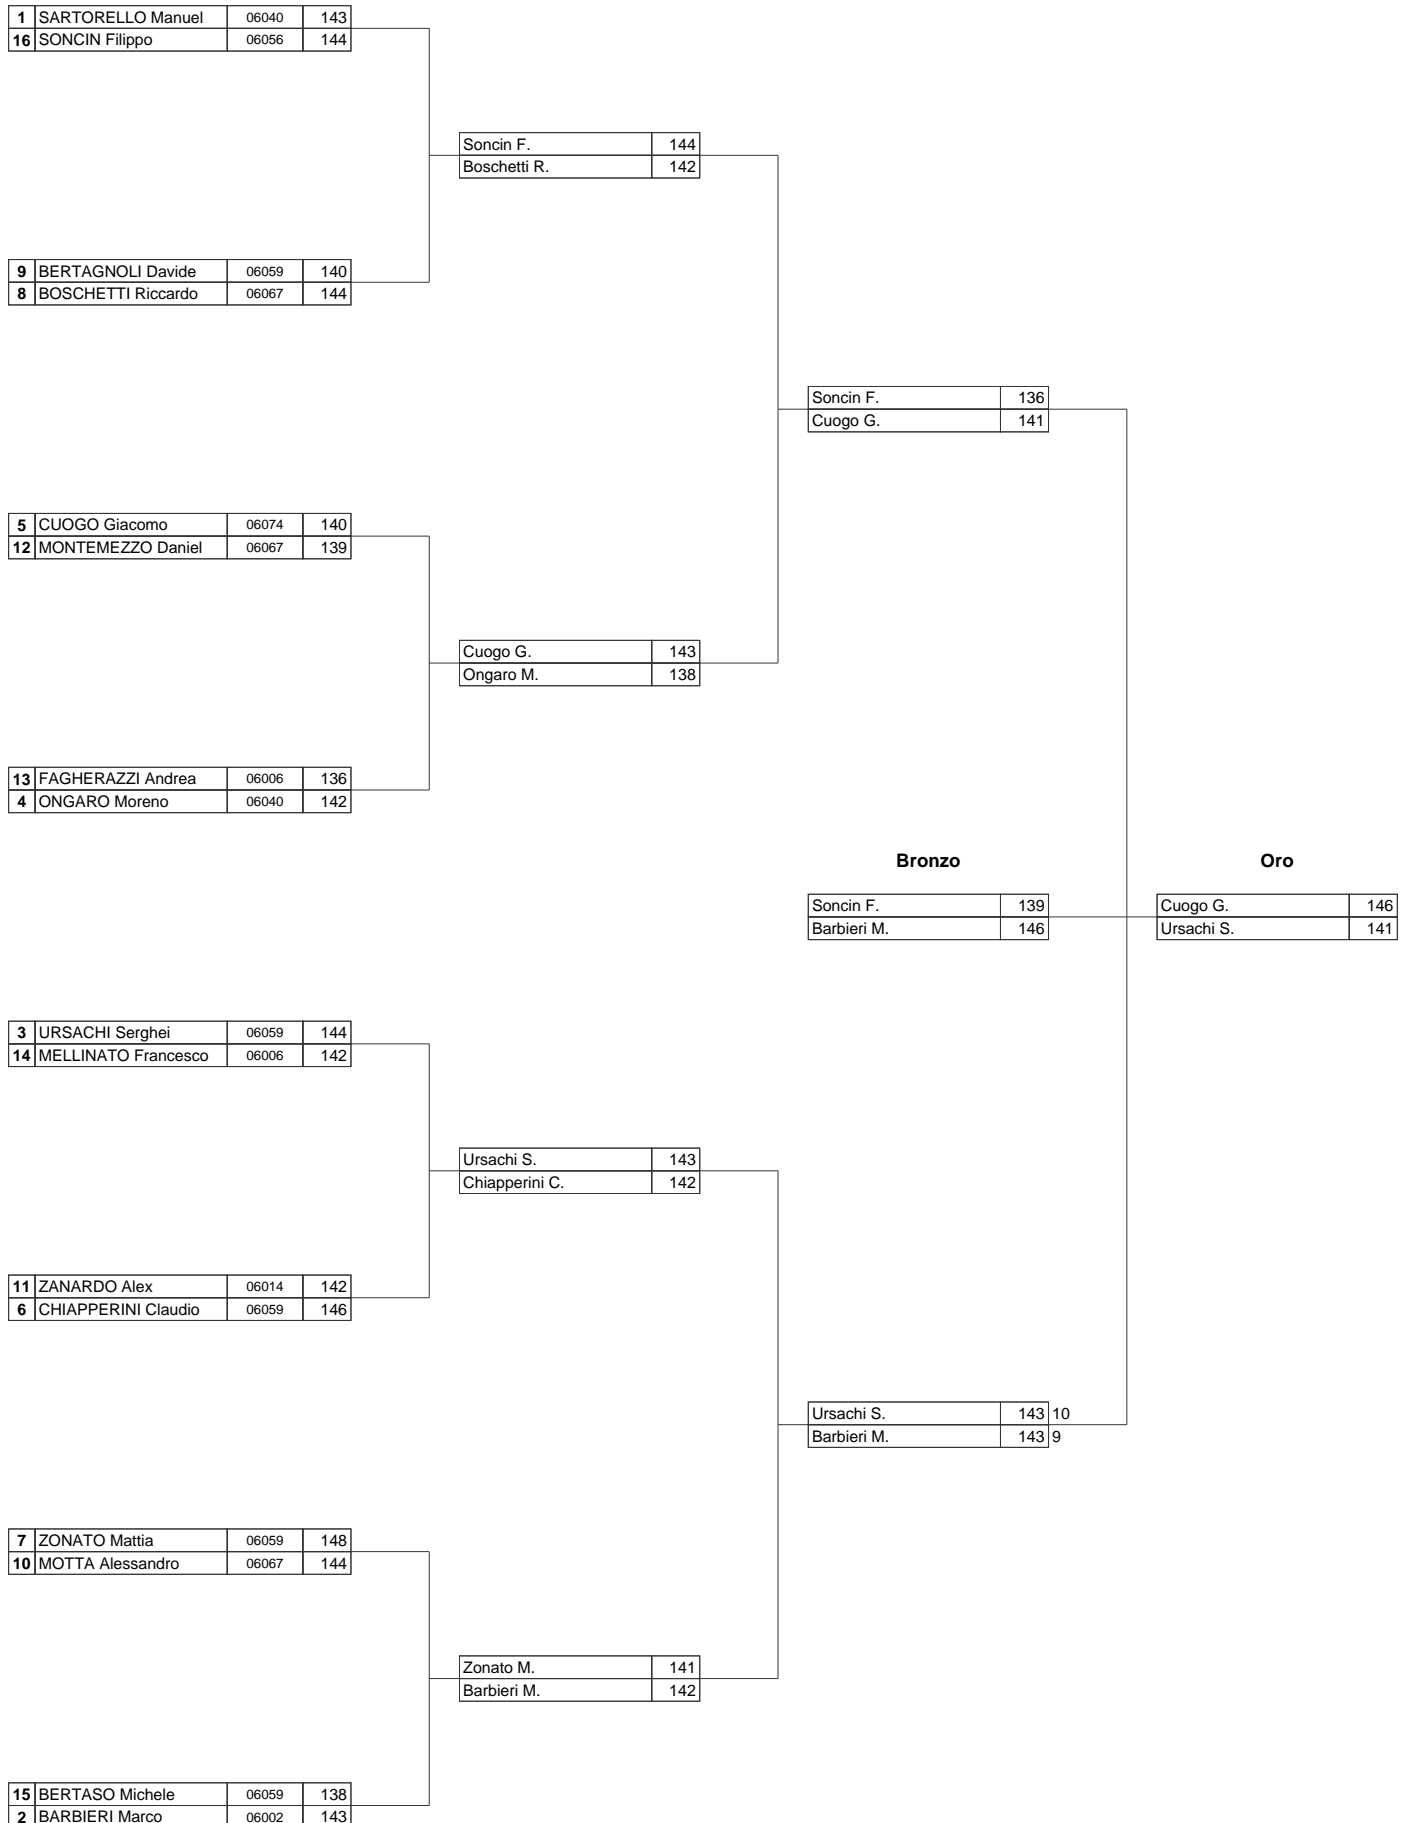 1 SARTORELLO Manuel 06040 143
16 SONCIN Filippo 06056 144
Soncin F. 144
Boschetti R. 142
9 BERTAGNOLI Davide 06059 140
8 BOSCHETTI Riccardo 06067 144
Soncin F. 136
Cuogo G. 141
5 CUOGO Giacomo 06074 140
12 MONTEMEZZO Daniel 06067 139
Cuogo G. 143
Ongaro M. 138
13 FAGHERAZZI Andrea 06006 136
4 ONGARO Moreno 06040 142
Bronzo Oro
Soncin F. 139 Cuogo G. 146
Barbieri M. 146 Ursachi S. 141
3 URSACHI Serghei 06059 144
14 MELLINATO Francesco 06006 142
Ursachi S. 143
Chiapperini C. 142
11 ZANARDO Alex 06014 142
6 CHIAPPERINI Claudio 06059 146
Ursachi S. 143 10
Barbieri M. 143 9
7 ZONATO Mattia 06059 148
10 MOTTA Alessandro 06067 144
Zonato M. 141
Barbieri M. 142
15 BERTASO Michele 06059 138
2 BARBIERI Marco 06002 143